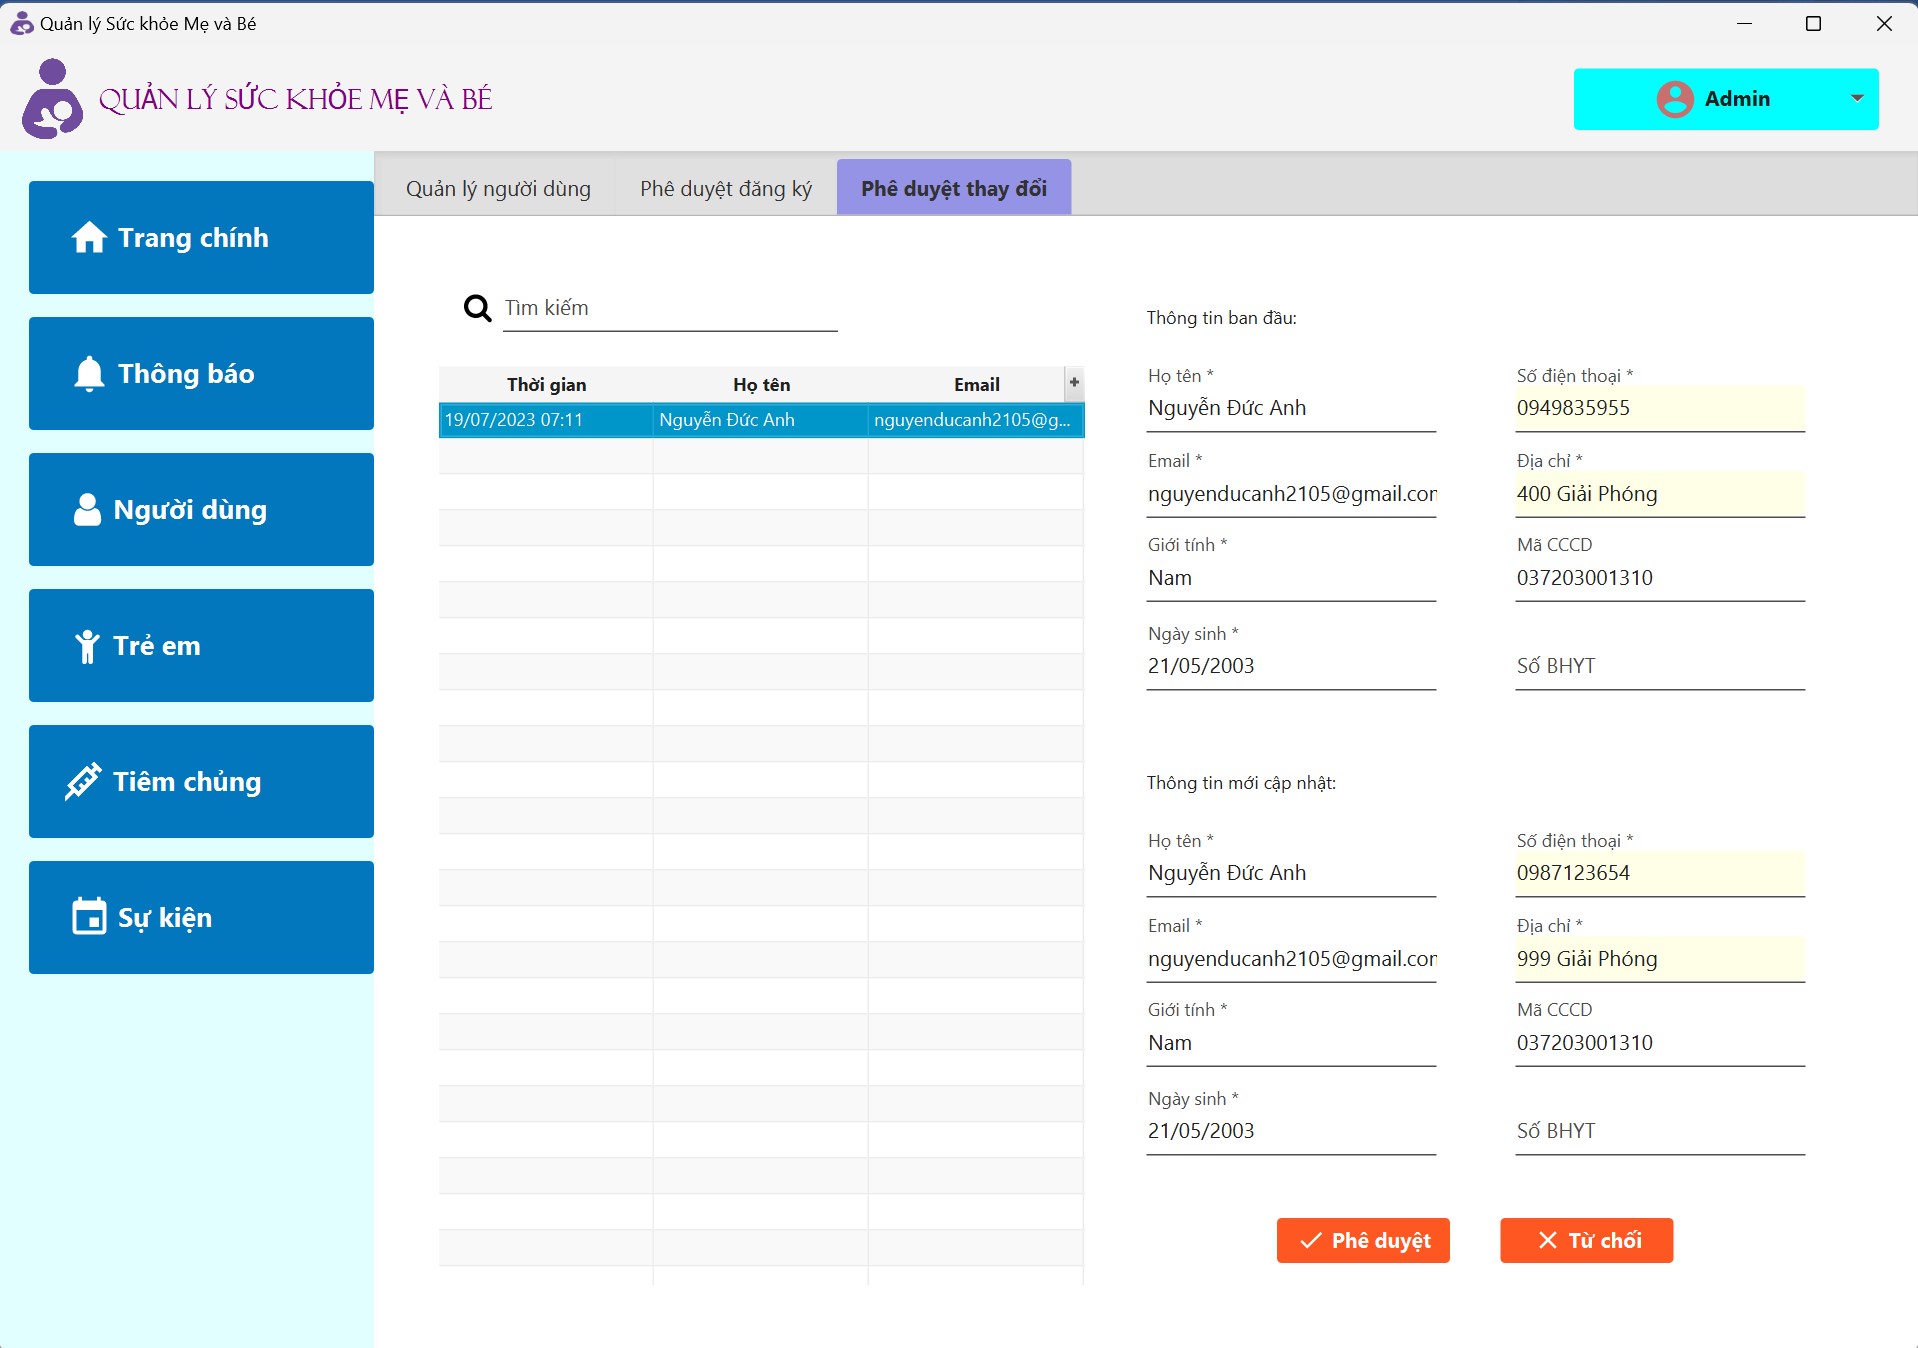 Quản lý Sức khỏe Mẹ và Bé
QUẢN LÝ SỨC KHỎE MẸ VÀ BÉ
Admin
Trang chính
Thông báo
Người dùng
Trẻ em
Tiêm chủng
Sự kiện
Quản lý người dùng
Phê duyệt đăng ký
Phê duyệt thay đổi
Tìm kiếm
Thời gian Họ tên Email +
19/07/2023 07:11 Nguyễn Đức Anh nguyenducanh2105@g...
Thông tin ban đầu:
Họ tên * Số điện thoại *
Nguyễn Đức Anh 0949835955
Email * Địa chỉ *
nguyenducanh2105@gmail.com 400 Giải Phóng
Giới tính * Mã CCCD
Nam 037203001310
Ngày sinh *
21/05/2003 Số BHYT
Thông tin mới cập nhật:
Họ tên * Số điện thoại *
Nguyễn Đức Anh 0987123654
Email * Địa chỉ *
nguyenducanh2105@gmail.com 999 Giải Phóng
Giới tính * Mã CCCD
Nam 037203001310
Ngày sinh *
21/05/2003 Số BHYT
Phê duyệt Từ chối